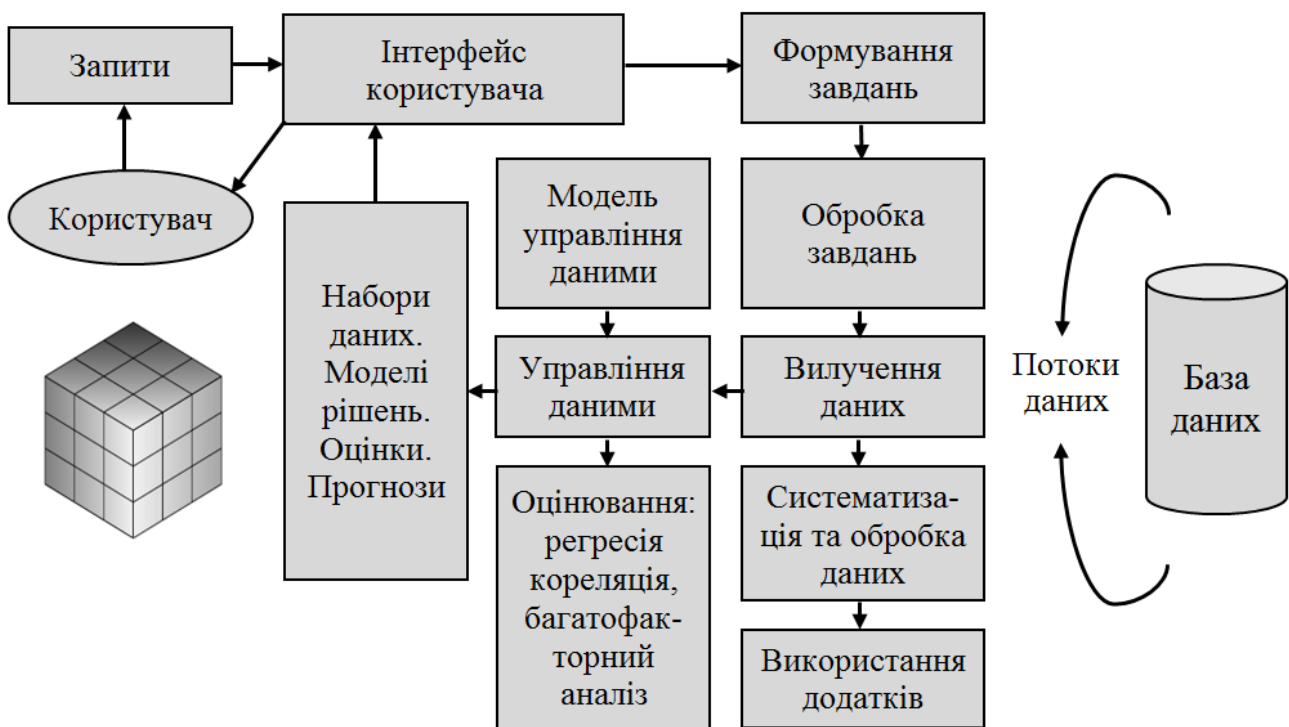 Запити
Інтерфейс
користувача
Формування
завдань
Користувач
Модель
управління
даними
Обробка
завдань
Набори
даних.
Моделі
рішень.
Оцінки.
Прогнози
Управління
даними
Вилучення
даних
Потоки
даних
База
даних
Оцінювання:
регресія
кореляція,
багатофак-
торний
аналіз
Систематиза-
ція та обробка
даних
Використання
додатків